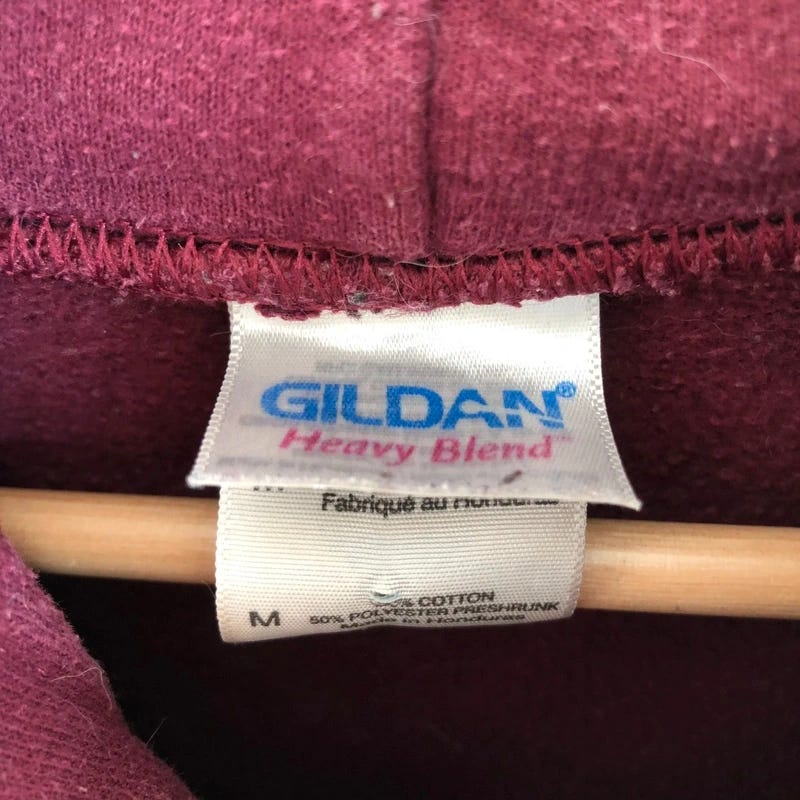 GILDAN®
Heavy Blend™
Fabriqué au Honduras
% COTTON
M
50% POLYESTER PRESHRUNK
Made in Honduras